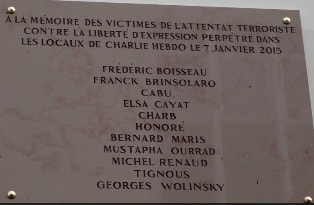 À LA MÉMOIRE DES VICTIMES DE L'ATTENTAT TERRORISTE
CONTRE LA LIBERTÉ D'EXPRESSION PERPÉTRÉ DANS
LES LOCAUX DE CHARLIE HEBDO LE 7 JANVIER 2015
FRÉDÉRIC BOISSEAU
FRANCK BRINSOLARO
CABU
ELSA CAYAT
CHARB
HONORÉ
BERNARD MARIS
MUSTAPHA OURRAD
MICHEL RENAUD
TIGNOUS
GEORGES WOLINSKY